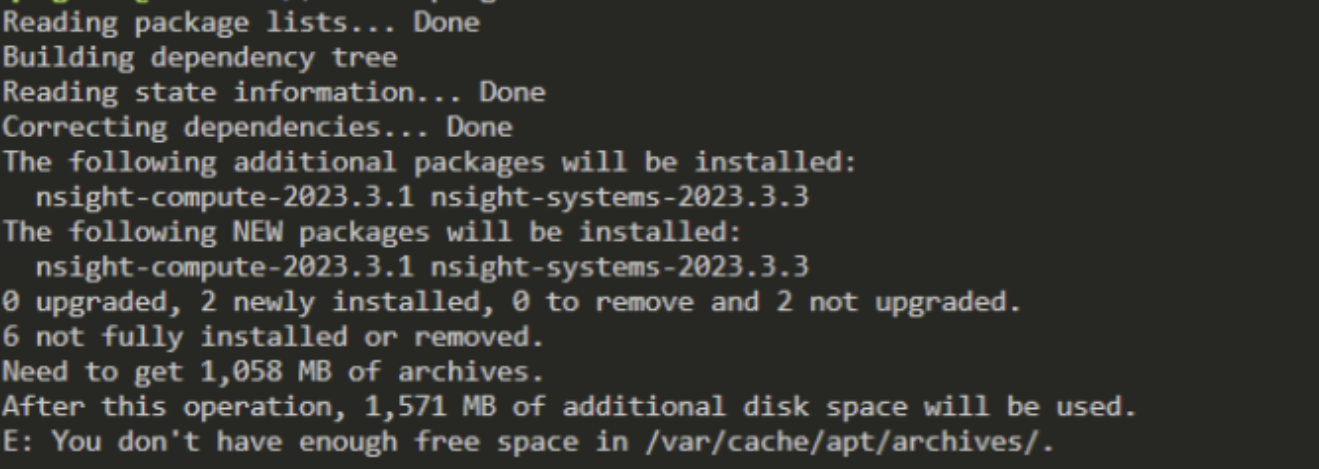 Reading package lists... Done
Building dependency tree
Reading state information... Done
Correcting dependencies... Done
The following additional packages will be installed:
  nsight-compute-2023.3.1 nsight-systems-2023.3.3
The following NEW packages will be installed:
  nsight-compute-2023.3.1 nsight-systems-2023.3.3
0 upgraded, 2 newly installed, 0 to remove and 2 not upgraded.
6 not fully installed or removed.
Need to get 1,058 MB of archives.
After this operation, 1,571 MB of additional disk space will be used.
E: You don't have enough free space in /var/cache/apt/archives/.